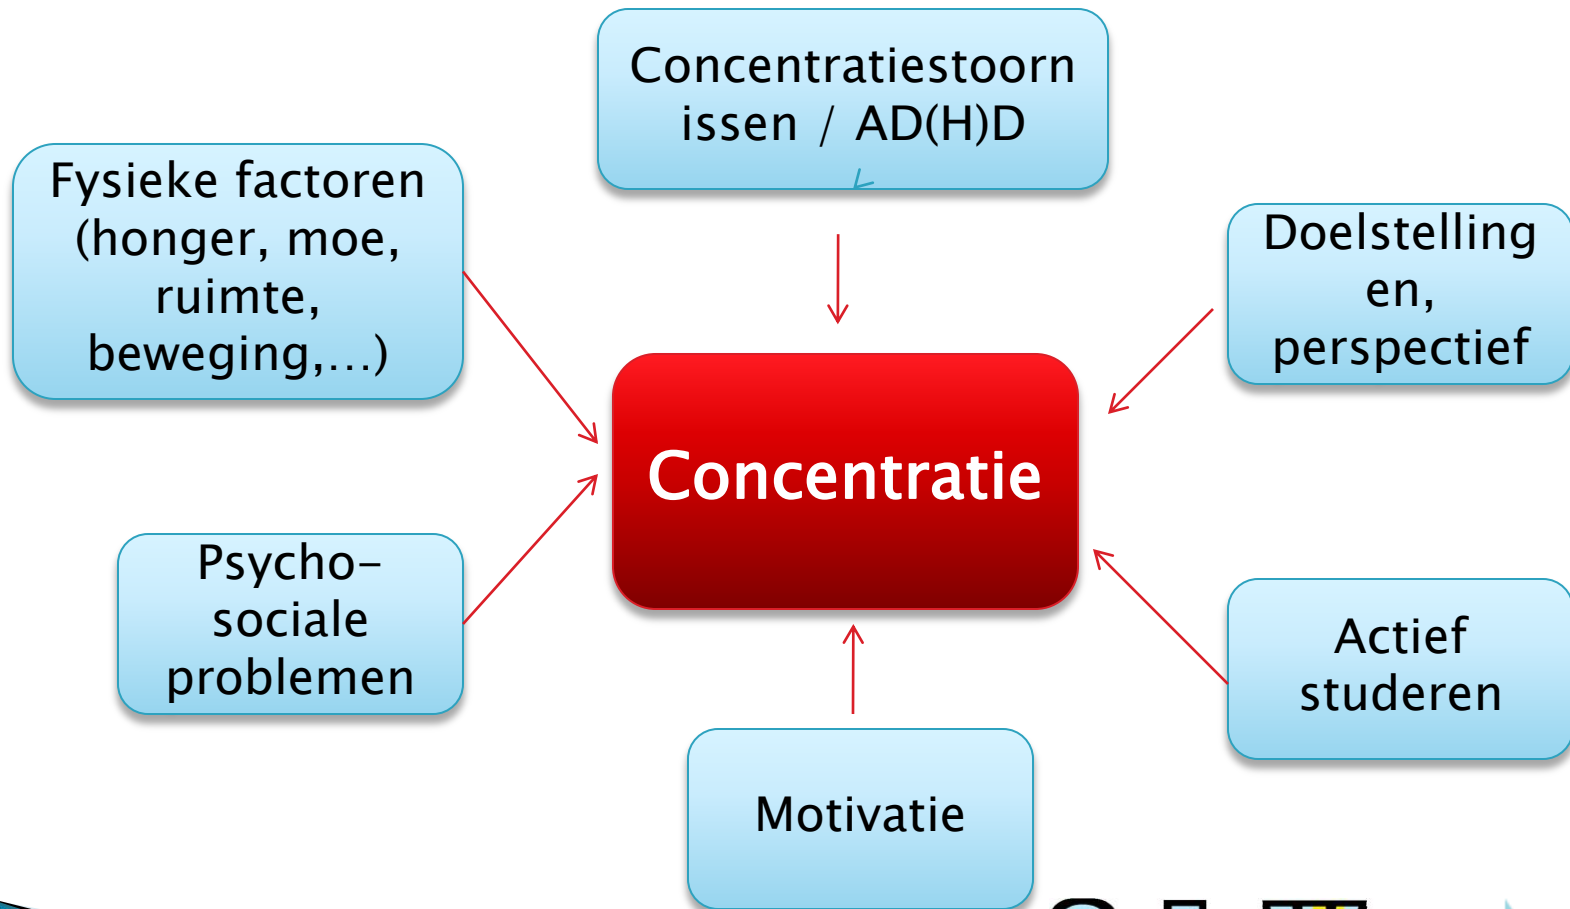 Concentratiestoorn
issen / AD(H)D
Fysieke factoren
(honger, moe,
ruimte,
beweging,...)
Doelstelling
en,
perspectief
Concentratie
Psycho-
sociale
problemen
Actief
studeren
Motivatie